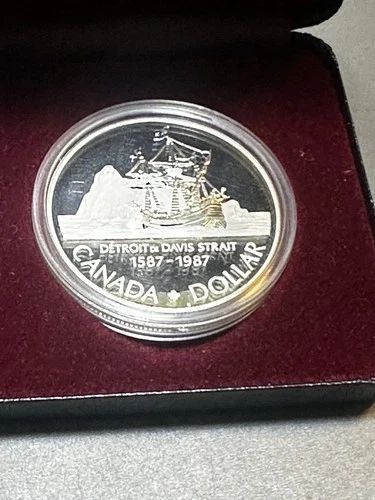 DÉTROIT DE DAVIS STRAIT
1587-1987
CANADA DOLLAR